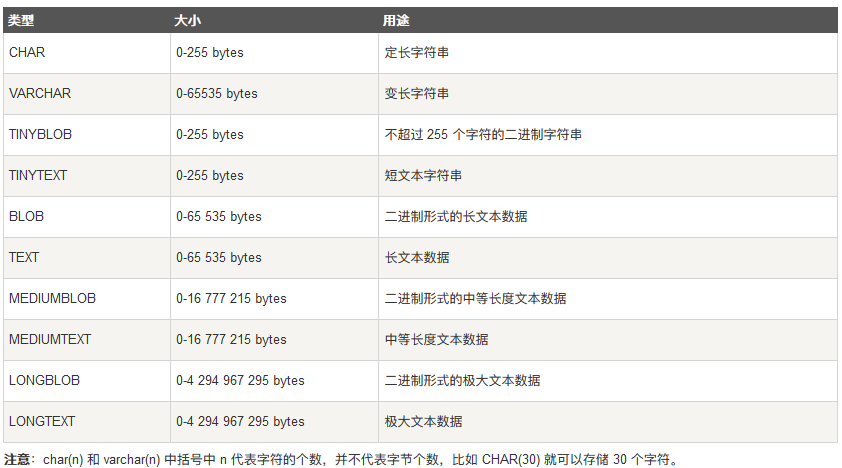 类型 大小 用途
CHAR 0-255 bytes 定长字符串
VARCHAR 0-65535 bytes 变长字符串
TINYBLOB 0-255 bytes 不超过 255 个字符的二进制字符串
TINYTEXT 0-255 bytes 短文本字符串
BLOB 0-65 535 bytes 二进制形式的长文本数据
TEXT 0-65 535 bytes 长文本数据
MEDIUMBLOB 0-16 777 215 bytes 二进制形式的中等长度文本数据
MEDIUMTEXT 0-16 777 215 bytes 中等长度文本数据
LONGBLOB 0-4 294 967 295 bytes 二进制形式的极大文本数据
LONGTEXT 0-4 294 967 295 bytes 极大文本数据
注意：char(n) 和 varchar(n) 中括号中 n 代表字符的个数，并不代表字节个数，比如 CHAR(30) 就可以存储 30 个字符。